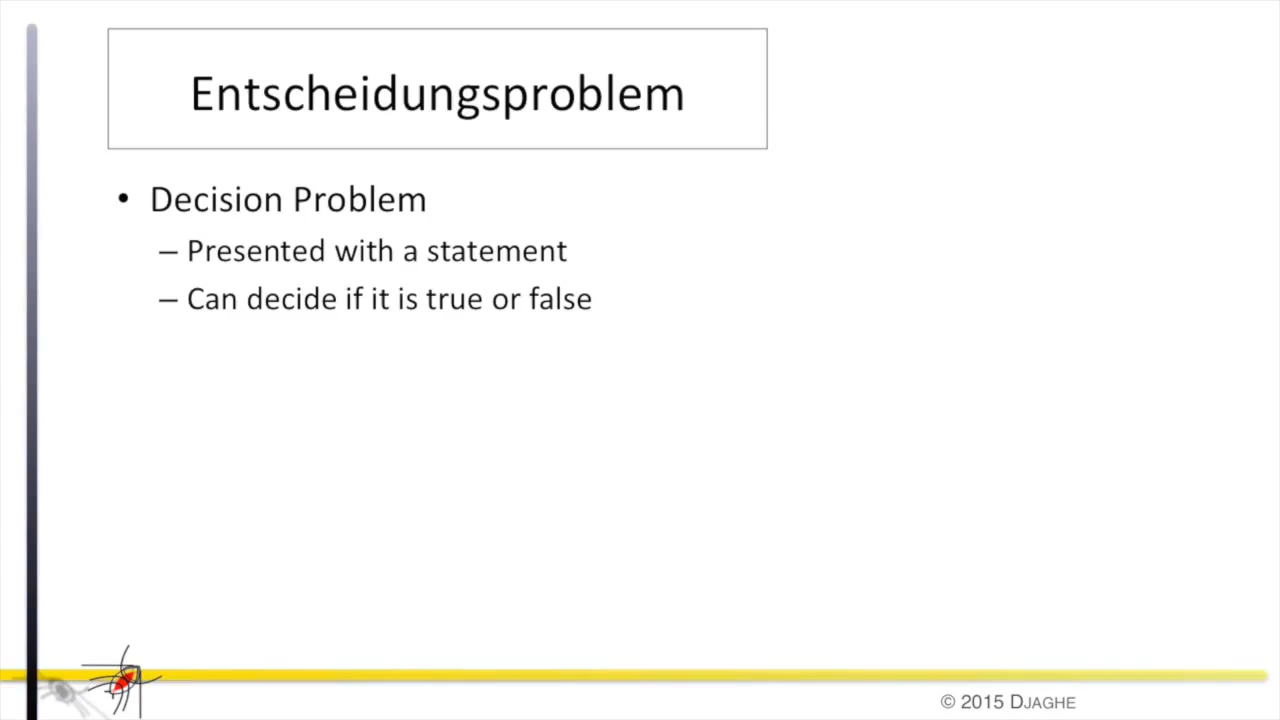 Entscheidungsproblem
• Decision Problem
– Presented with a statement
– Can decide if it is true or false
© 2015 DJAGHE